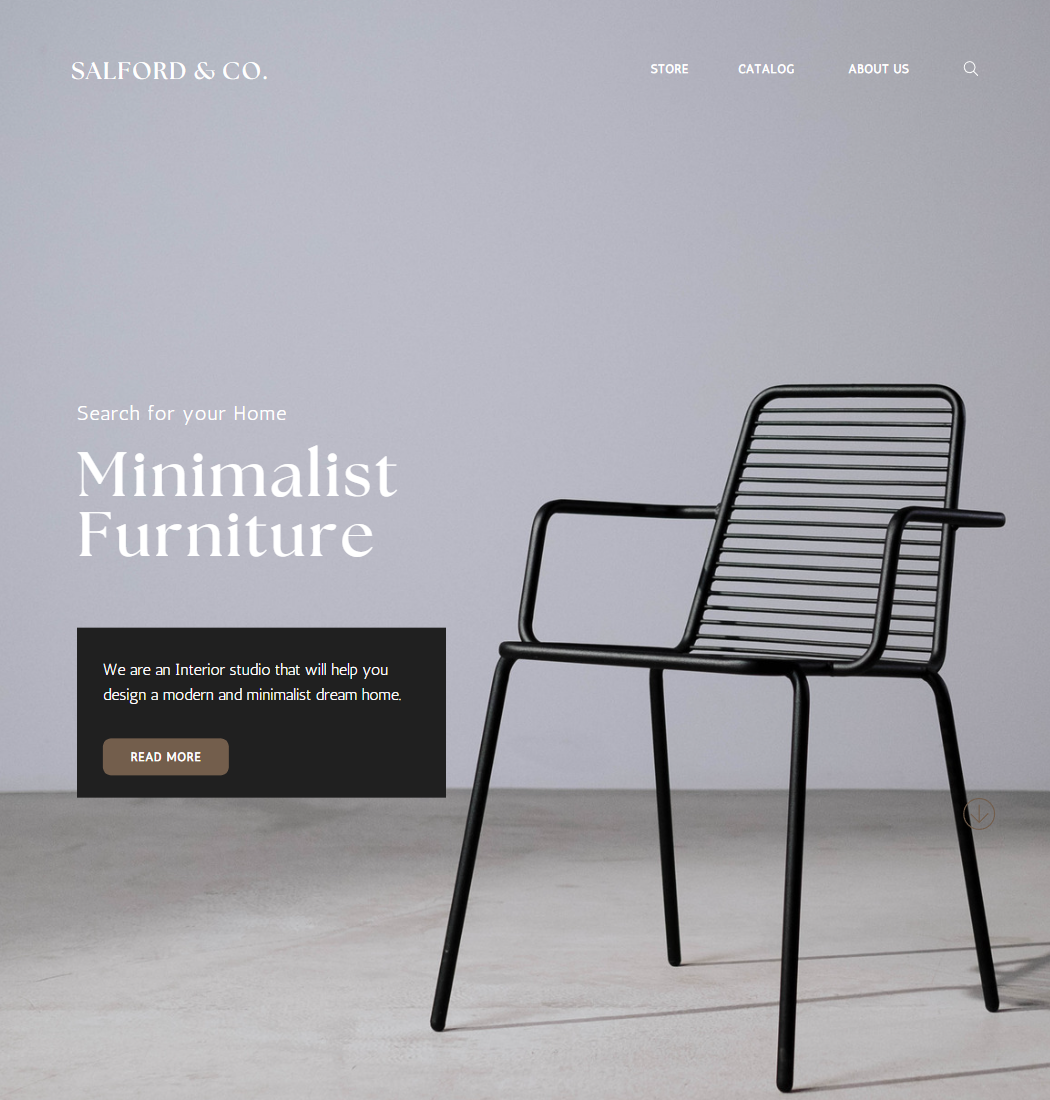 SALFORD & CO.
STORE
CATALOG
ABOUT US
Search for your Home
Minimalist
Furniture
We are an Interior studio that will help you
design a modern and minimalist dream home.
READ MORE